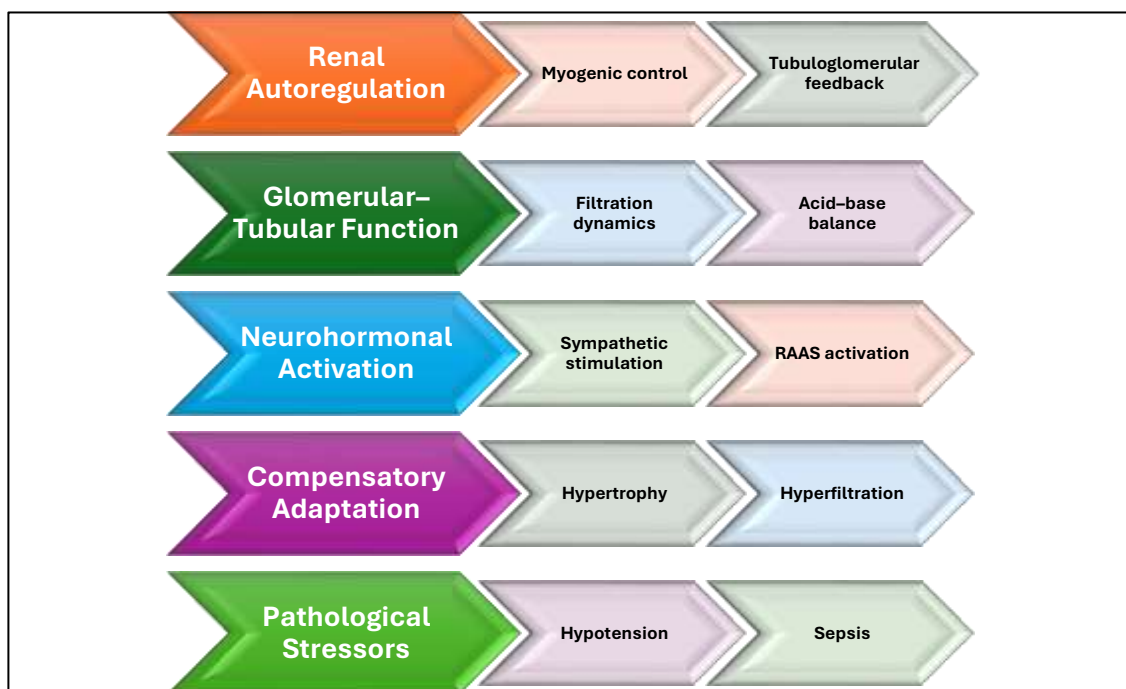 Renal
Autoregulation
Myogenic control
Tubuloglomerular
feedback
Glomerular–
Tubular Function
Filtration
dynamics
Acid–base
balance
Neurohormonal
Activation
Sympathetic
stimulation
RAAS activation
Compensatory
Adaptation
Hypertrophy
Hyperfiltration
Pathological
Stressors
Hypotension
Sepsis